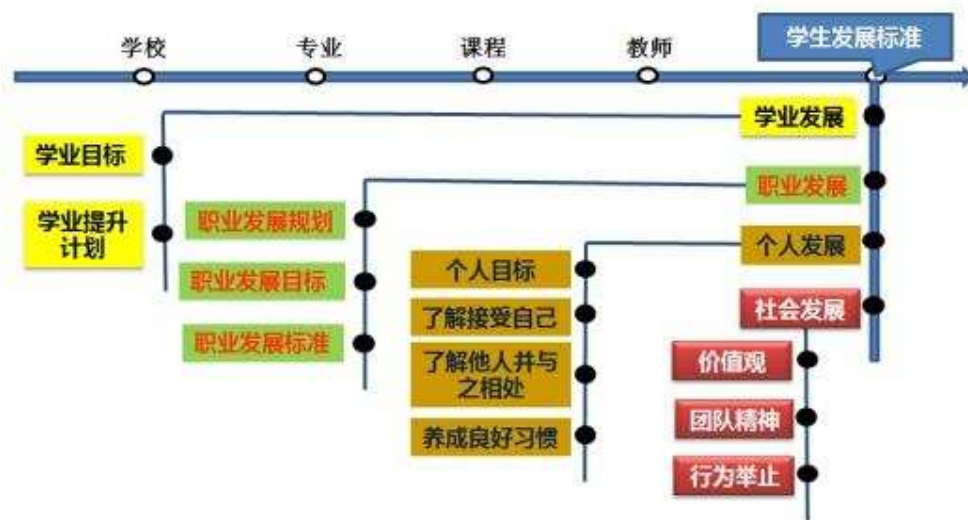 学校
专业
课程
教师
学生发展标准
学业发展
学业目标
学业提升
计划
职业发展
职业发展规划
职业发展目标
职业发展标准
个人发展
个人目标
了解接受自己
了解他人并与
之相处
养成良好习惯
社会发展
价值观
团队精神
行为举止